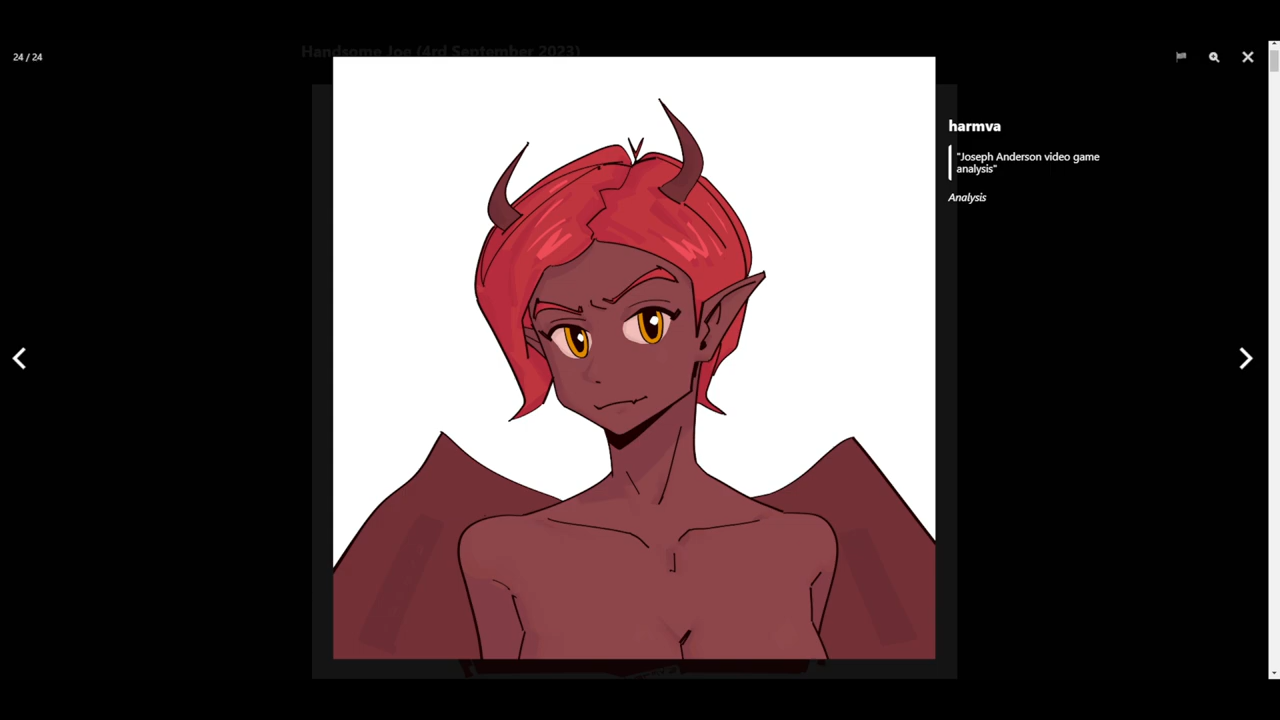 Handsome Joe (4rd September 2023)
24 / 24
harmva
"Joseph Anderson video game
analysis"
Analysis